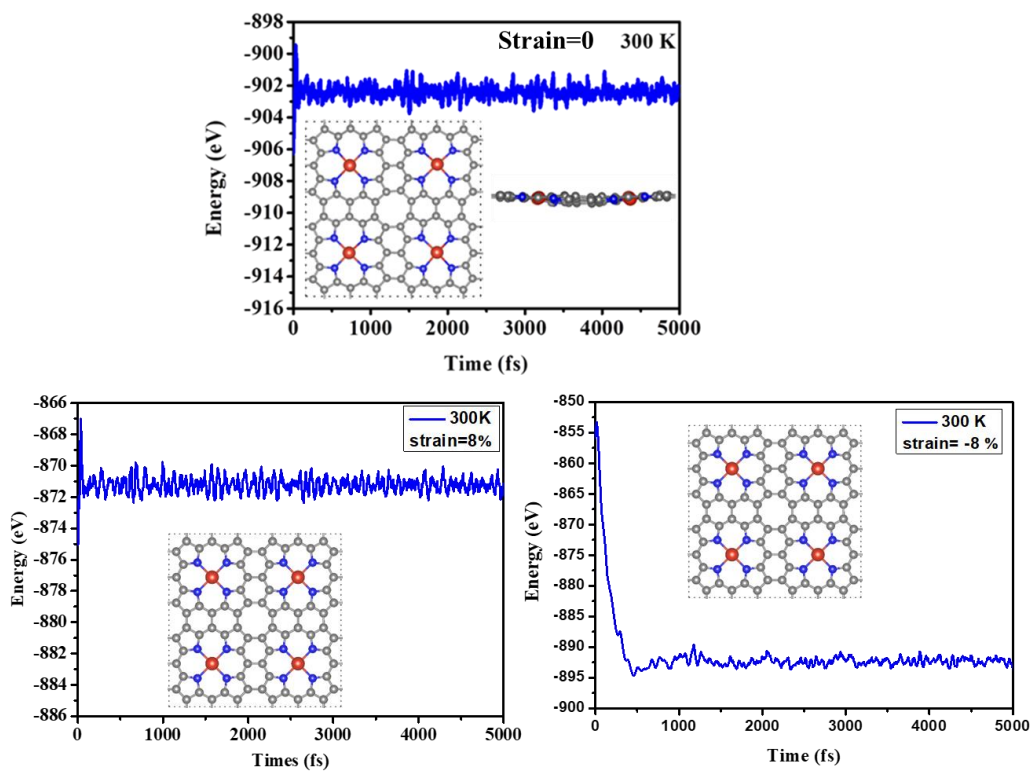 -898
-900
-902
-904
-906
-908
-910
-912
-914
-916
Energy (eV)
Strain=0 300 K
0 1000 2000 3000 4000 5000
Time (fs)
-866
-868
-870
-872
-874
-876
-878
-880
-882
-884
-886
Energy (eV)
300K
strain=8%
0 1000 2000 3000 4000 5000
Times (fs)
-850
-855
-860
-865
-870
-875
-880
-885
-890
-895
-900
Energy (eV)
300 K
strain= -8 %
0 1000 2000 3000 4000 5000
Time (fs)